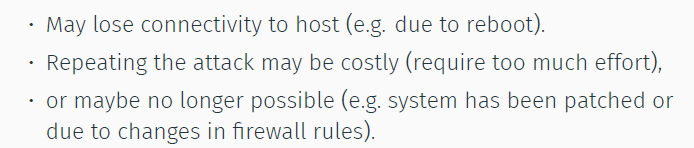 • May lose connectivity to host (e.g. due to reboot).
• Repeating the attack may be costly (require too much effort),
• or maybe no longer possible (e.g. system has been patched or
due to changes in firewall rules).